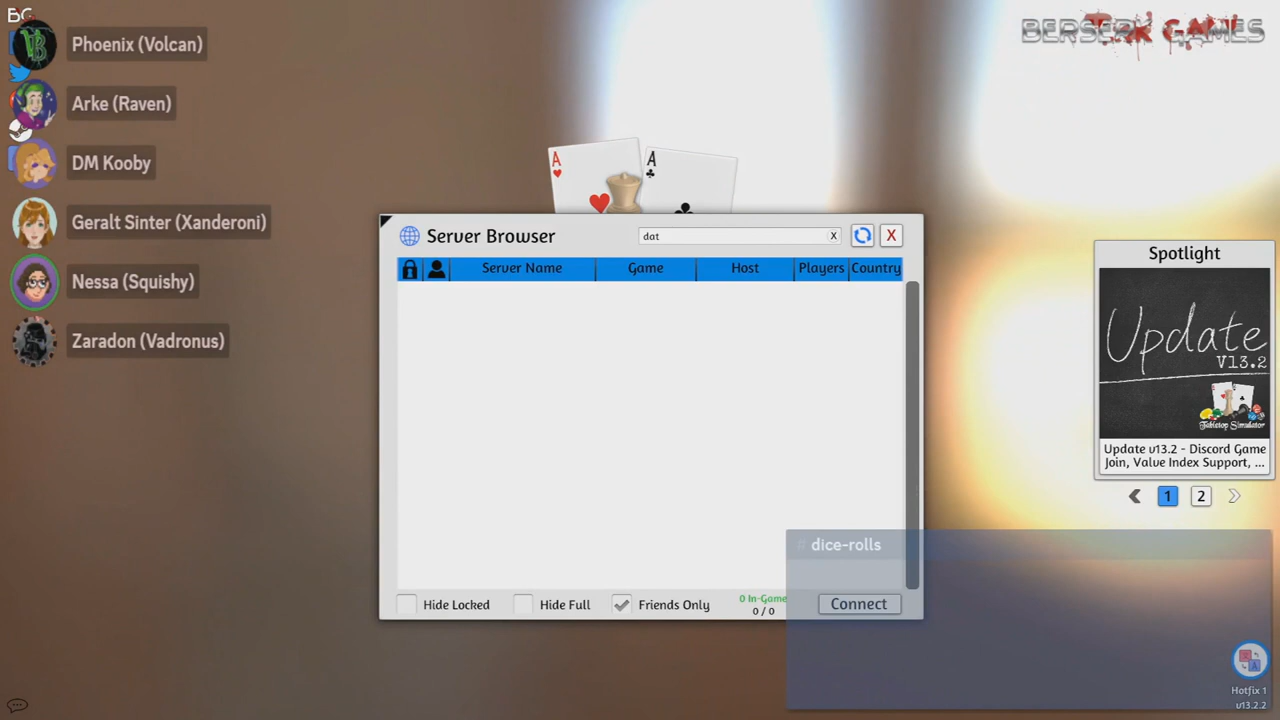 BG
Phoenix (Volcan)
Arke (Raven)
DM Kooby
Geralt Sinter (Xanderoni)
Nessa (Squishy)
Zaradon (Vadronus)
BERSERK GAMES
A
A
Server Browser
dat
X
X
Server Name
Game
Host
Players
Country
Hide Locked
Hide Full
Friends Only
0 In-Game
0 / 0
Connect
Spotlight
Update
V13.2
Tabletop Simulator
Update v13.2 - Discord Game
Join, Value Index Support, ...
1
2
# dice-rolls
Hotfix 1
v13.2.2